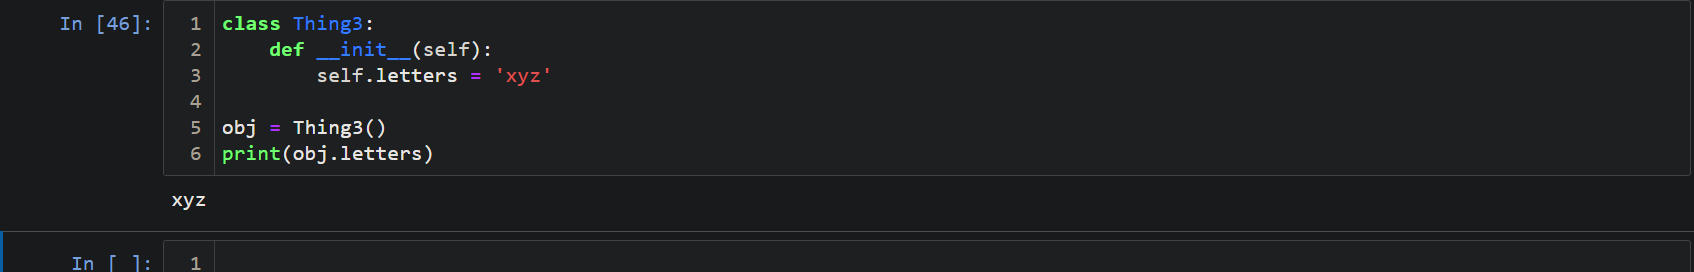 In [46]:
1 class Thing3:
2     def __init__(self):
3         self.letters = 'xyz'
4
5 obj = Thing3()
6 print(obj.letters)
xyz
In [ ]:
1